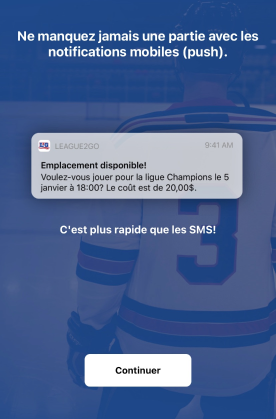 Ne manquez jamais une partie avec les
notifications mobiles (push).
LEAGUE2GO
9:41 AM
Emplacement disponible!
Voulez-vous jouer pour la ligue Champions le 5
janvier à 18:00? Le coût est de 20,00$.
3
C'est plus rapide que les SMS!
Continuer